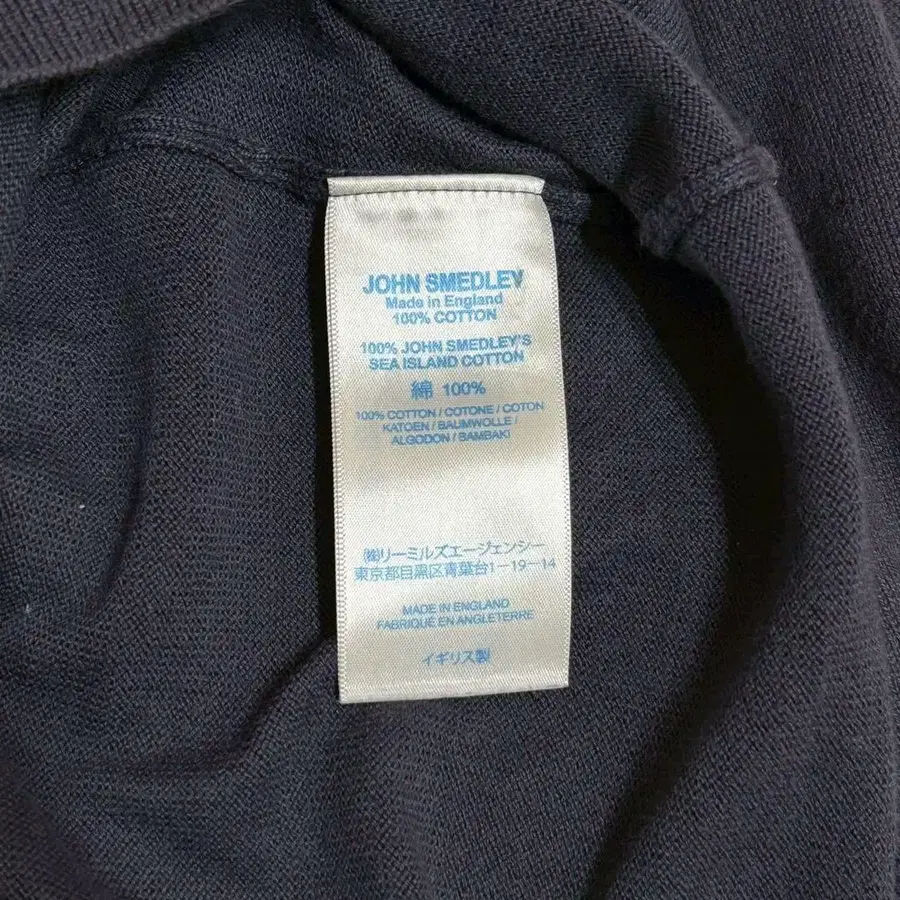 JOHN SMEDLEY
Made in England
100% COTTON
100% JOHN SMEDLEY'S
SEA ISLAND COTTON
綿 100%
100% COTTON / COTONE / COTON
KATOEN / BAUMWOLLE /
ALGODON / BAMBAKI
㈱リーミルズエージェンシー
東京都目黒区青葉台1-19-14
MADE IN ENGLAND
FABRIQUE EN ANGLETERRE
イギリス製